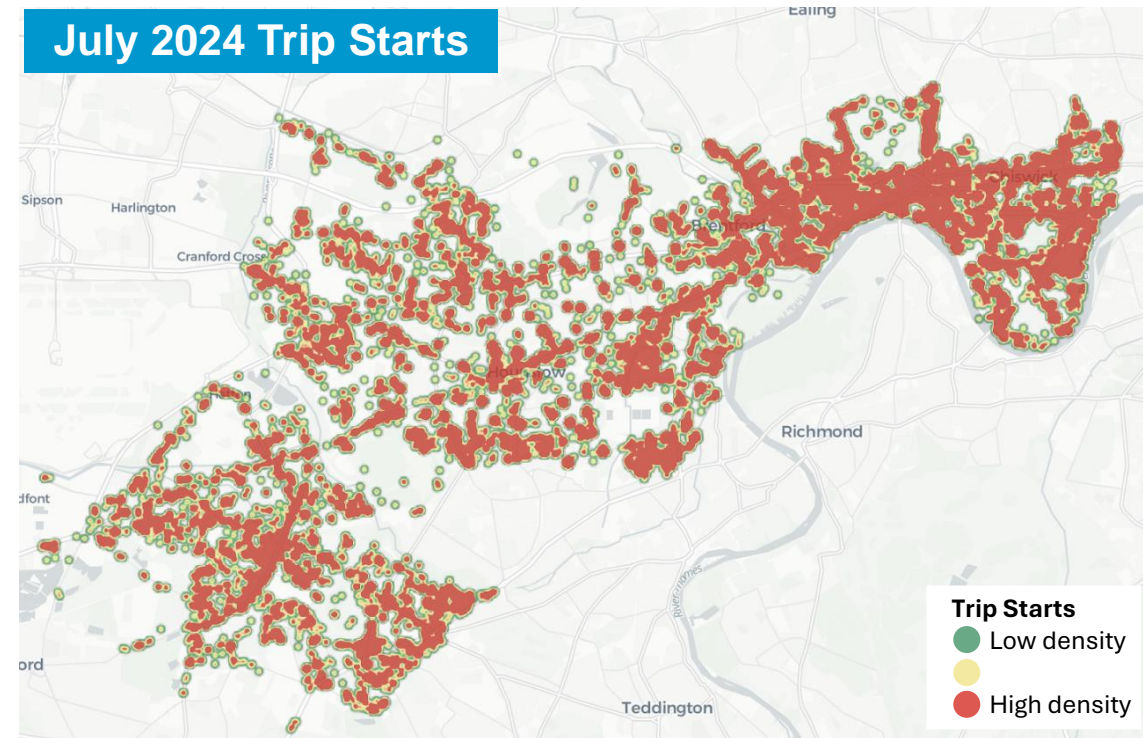 July 2024 Trip Starts
Ealing
Sipson
Harlington
Cranford Cross
Chiswick
Brentford
Hounslow
Hatton
Richmond
dfont
River Thames
ord
Teddington
Trip Starts
Low density
High density